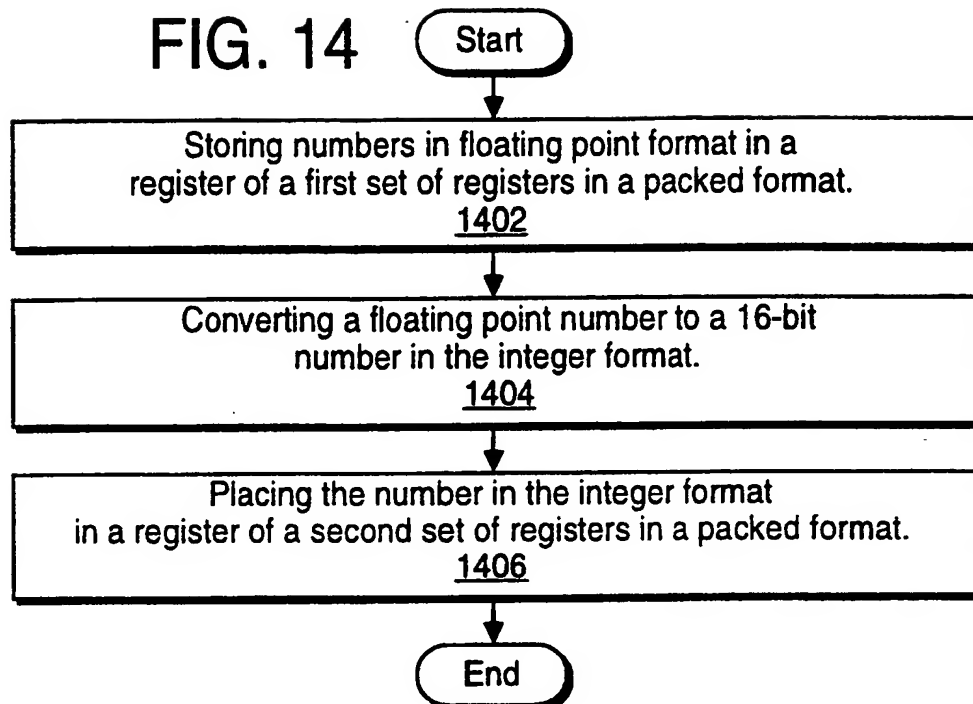 FIG. 14
Start
Storing numbers in floating point format in a
register of a first set of registers in a packed format.
1402
Converting a floating point number to a 16-bit
number in the integer format.
1404
Placing the number in the integer format
in a register of a second set of registers in a packed format.
1406
End